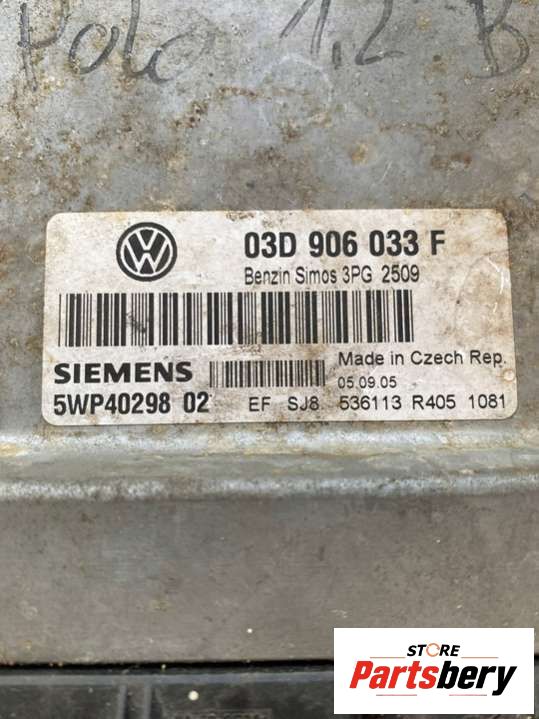 Polo 1,2 B
03D 906 033 F
Benzin Simos 3PG 2509
SIEMENS
Made in Czech Rep.
05.09.05
5WP40298 02
EF SJ8. 536113 R405 1081
STORE
Partsbery